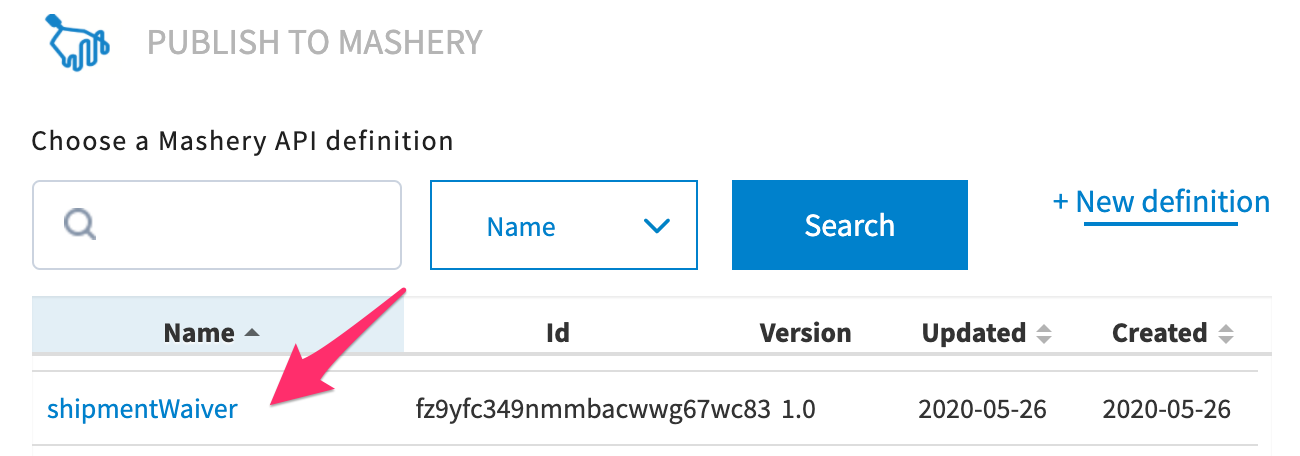 PUBLISH TO MASHERY
Choose a Mashery API definition
Name
Search
+ New definition
Name Id Version Updated Created
shipmentWaiver fz9yfc349nmmbacwwg67wc83 1.0 2020-05-26 2020-05-26